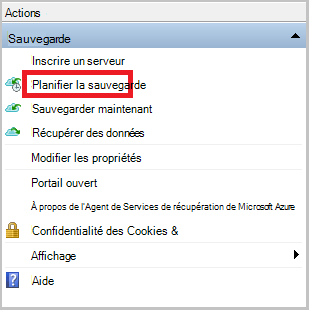 Actions
Sauvegarde
Inscrire un serveur
Planifier la sauvegarde
Sauvegarder maintenant
Récupérer des données
Modifier les propriétés
Portail ouvert
À propos de l'Agent de Services de récupération de Microsoft Azure
Confidentialité des Cookies &
Affichage
Aide